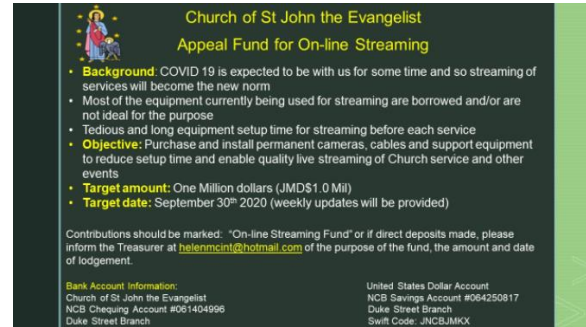 Church of St John the Evangelist
Appeal Fund for On-line Streaming
• Background: COVID 19 is expected to be with us for some time and so streaming of
services will become the new norm
• Most of the equipment currently being used for streaming are borrowed and/or are
not ideal for the purpose
• Tedious and long equipment setup time for streaming before each service
• Objective: Purchase and install permanent cameras, cables and support equipment
to reduce setup time and enable quality live streaming of Church service and other
events
• Target amount: One Million dollars (JMD$1.0 Mil)
• Target date: September 30th 2020 (weekly updates will be provided)
Contributions should be marked: "On-line Streaming Fund" or if direct deposits made, please
inform the Treasurer at helenmcint@hotmail.com of the purpose of the fund, the amount and date
of lodgement.
Bank Account Information:
Church of St John the Evangelist
NCB Chequing Account #061404996
Duke Street Branch
United States Dollar Account
NCB Savings Account #064250817
Duke Street Branch
Swift Code: JNCBJMKX